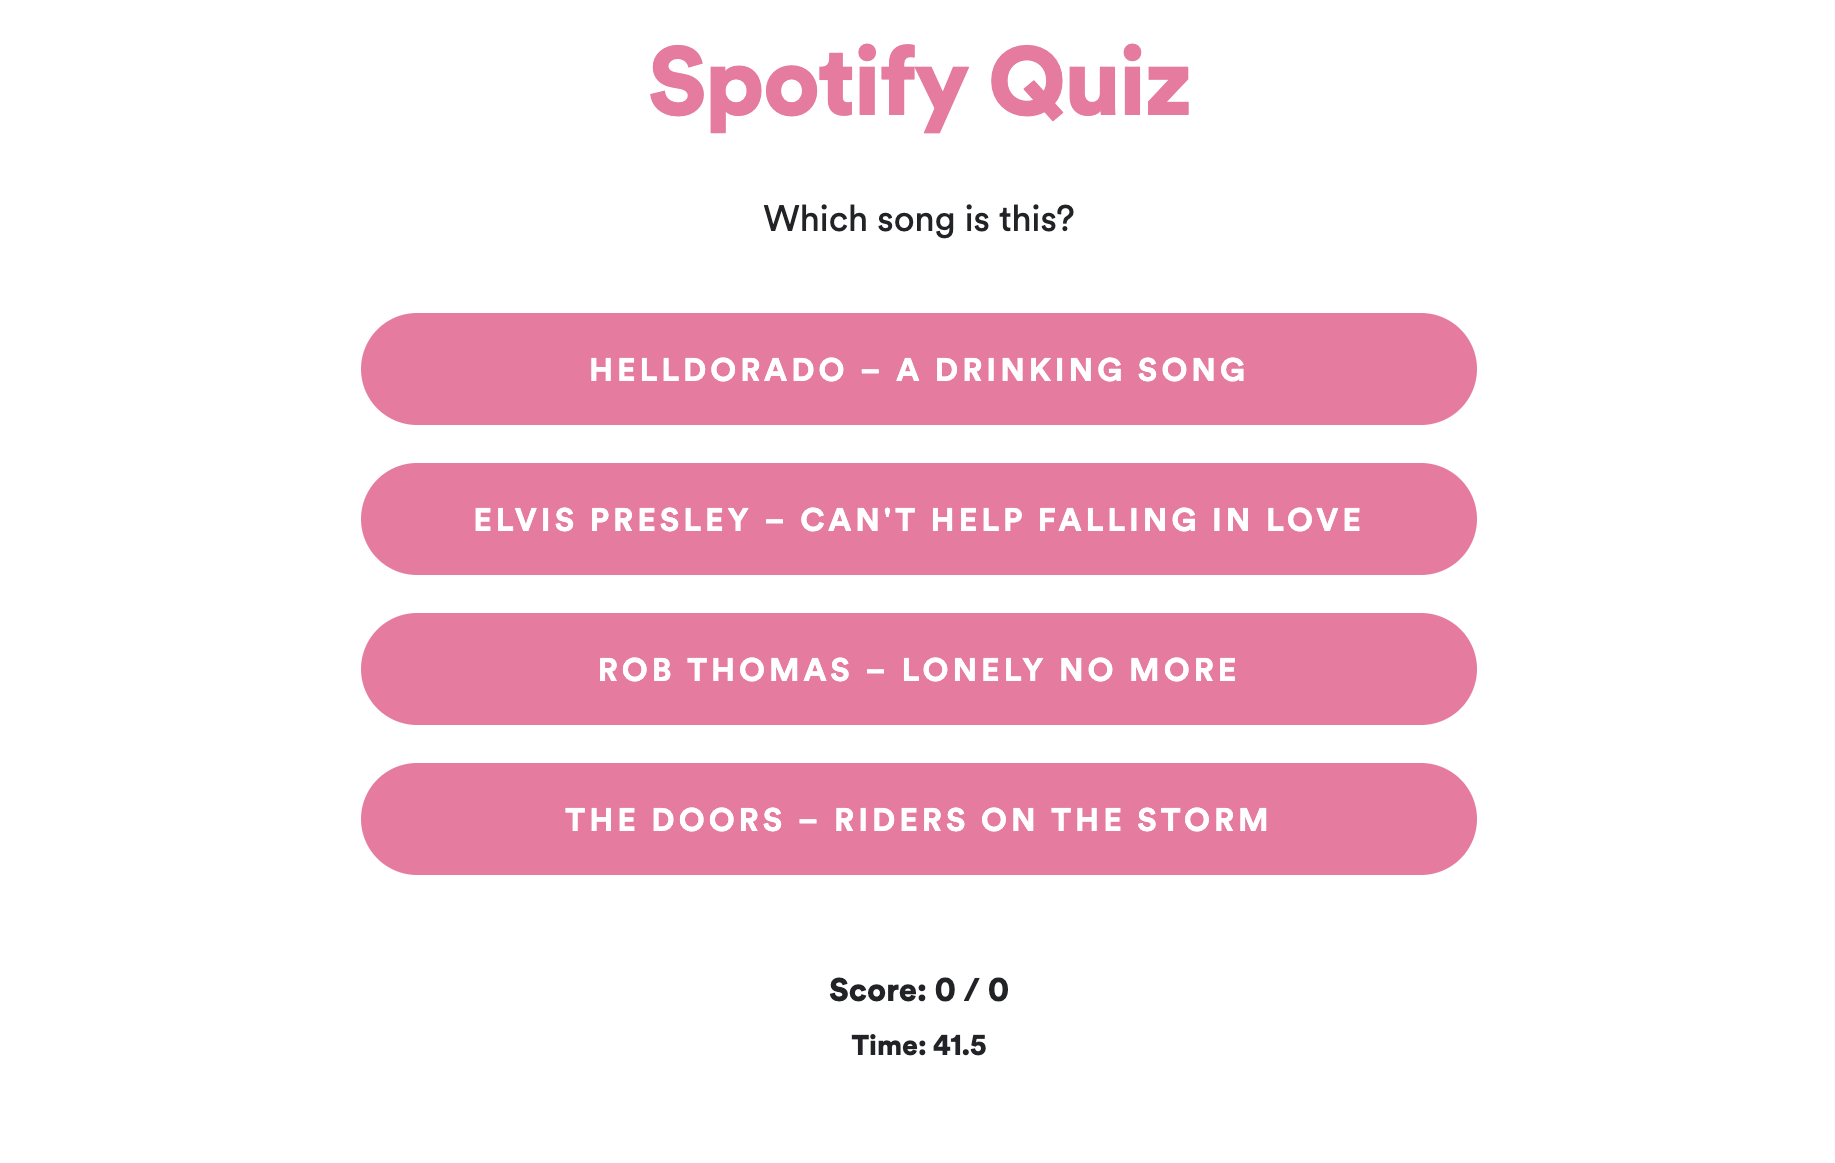 Spotify Quiz
Which song is this?
HELLDORADO – A DRINKING SONG
ELVIS PRESLEY – CAN'T HELP FALLING IN LOVE
ROB THOMAS – LONELY NO MORE
THE DOORS – RIDERS ON THE STORM
Score: 0 / 0
Time: 41.5